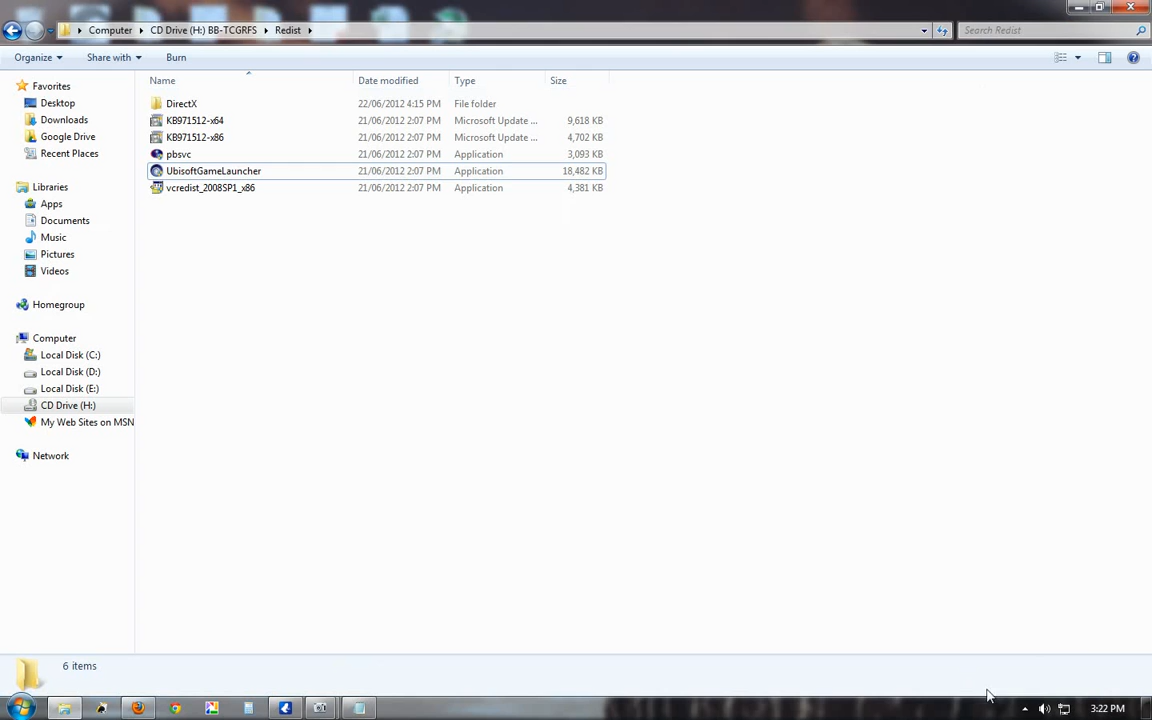 Computer CD Drive (H:) BB-TCGRFS Redist Search Redist
Organize Share with Burn
Name Date modified Type Size
Favorites
Desktop
Downloads
Google Drive
Recent Places
Libraries
Apps
Documents
Music
Pictures
Videos
Homegroup
Computer
Local Disk (C:)
Local Disk (D:)
Local Disk (E:)
CD Drive (H:)
My Web Sites on MSN
Network
DirectX 22/06/2012 4:15 PM File folder
KB971512-x64 21/06/2012 2:07 PM Microsoft Update ... 9,618 KB
KB971512-x86 21/06/2012 2:07 PM Microsoft Update ... 4,702 KB
pbsvc 21/06/2012 2:07 PM Application 3,093 KB
UbisoftGameLauncher 21/06/2012 2:07 PM Application 18,482 KB
vcredist_2008SP1_x86 21/06/2012 2:07 PM Application 4,381 KB
6 items
3:22 PM